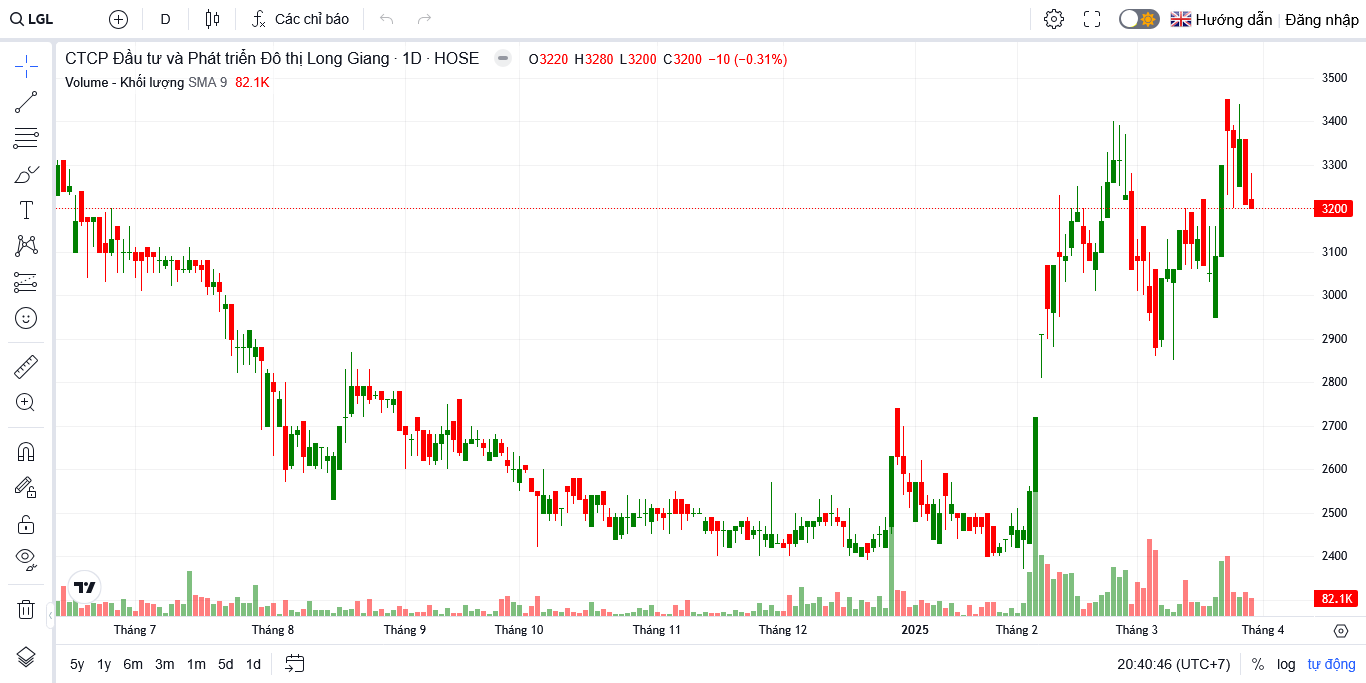 LGL D Các chỉ báo Hướng dẫn Đăng nhập
CTCP Đầu tư và Phát triển Đô thị Long Giang · 1D · HOSE O3220 H3280 L3200 C3200 −10 (−0.31%)
Volume - Khối lượng SMA 9 82.1K
3500
3400
3300
3200
3100
3000
2900
2800
2700
2600
2500
2400
82.1K
Tháng 7 Tháng 8 Tháng 9 Tháng 10 Tháng 11 Tháng 12 2025 Tháng 2 Tháng 3 Tháng 4
5y 1y 6m 3m 1m 5d 1d 20:40:46 (UTC+7) % log tự động